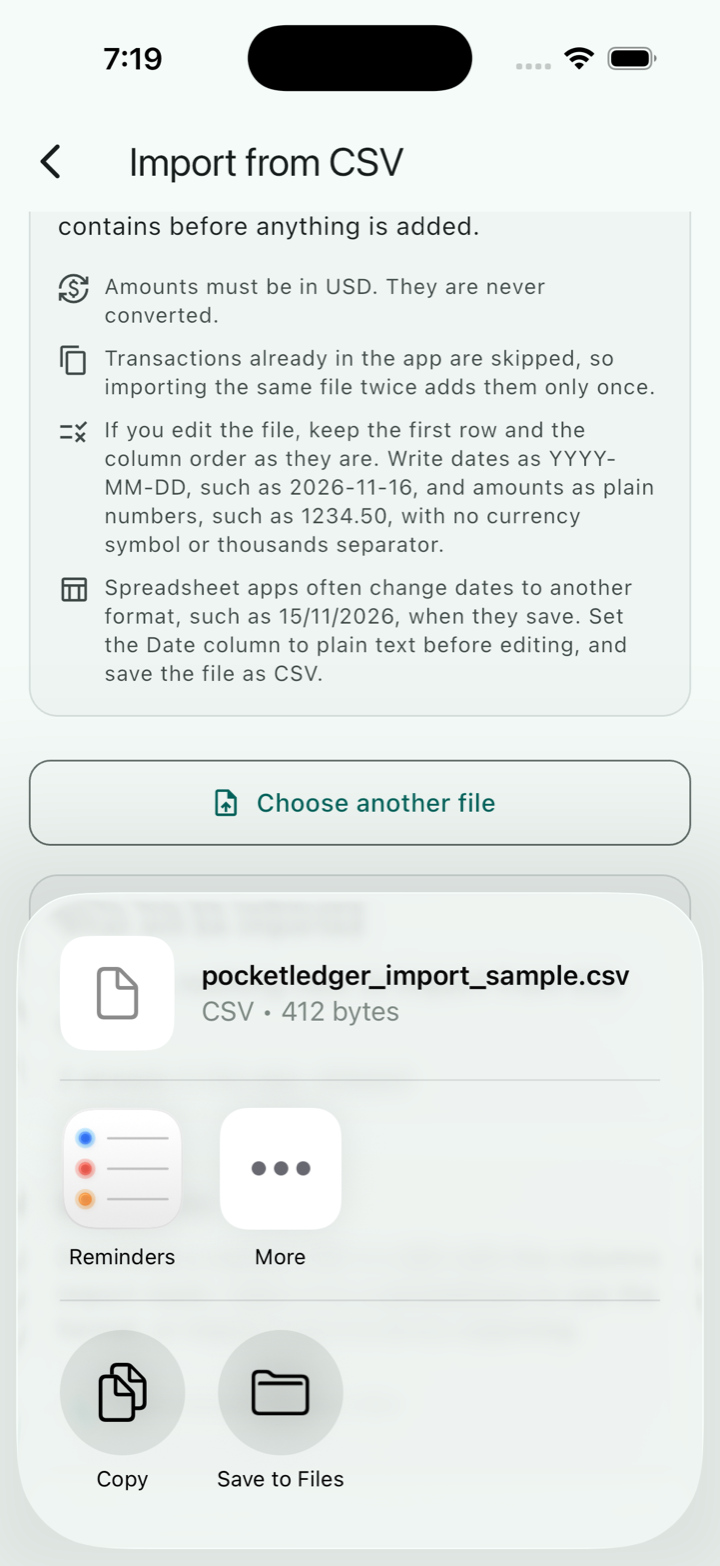 7:19
Import from CSV
contains before anything is added.
Amounts must be in USD. They are never
converted.
Transactions already in the app are skipped, so
importing the same file twice adds them only once.
If you edit the file, keep the first row and the
column order as they are. Write dates as YYYY-
MM-DD, such as 2026-11-16, and amounts as plain
numbers, such as 1234.50, with no currency
symbol or thousands separator.
Spreadsheet apps often change dates to another
format, such as 15/11/2026, when they save. Set
the Date column to plain text before editing, and
save the file as CSV.
Choose another file
pocketledger_import_sample.csv
CSV • 412 bytes
Reminders
More
Copy
Save to Files